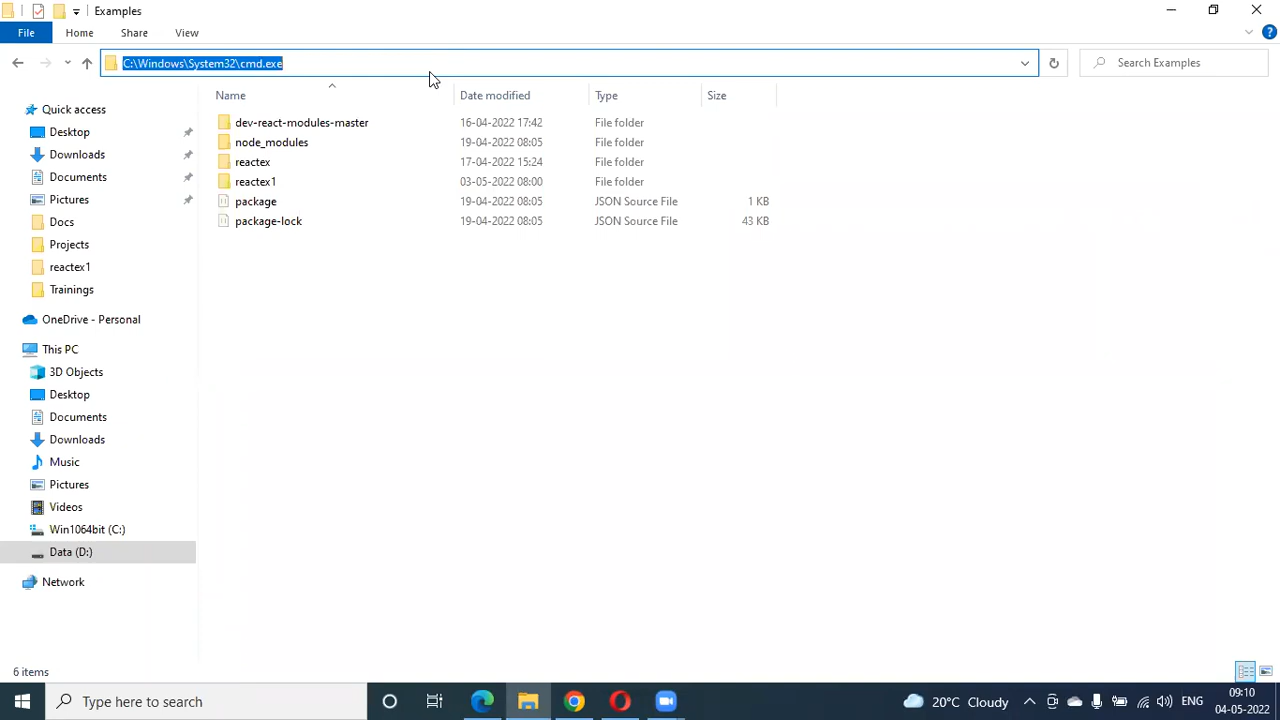 Examples
File
Home
Share
View
C:\Windows\System32\cmd.exe
Search Examples
Name
Date modified
Type
Size
Quick access
Desktop
Downloads
Documents
Pictures
Docs
Projects
reactex1
Trainings
OneDrive - Personal
This PC
3D Objects
Desktop
Documents
Downloads
Music
Pictures
Videos
Win1064bit (C:)
Data (D:)
Network
dev-react-modules-master 16-04-2022 17:42 File folder
node_modules 19-04-2022 08:05 File folder
reactex 17-04-2022 15:24 File folder
reactex1 03-05-2022 08:00 File folder
package 19-04-2022 08:05 JSON Source File 1 KB
package-lock 19-04-2022 08:05 JSON Source File 43 KB
6 items
Type here to search
20°C Cloudy
ENG
09:10
04-05-2022